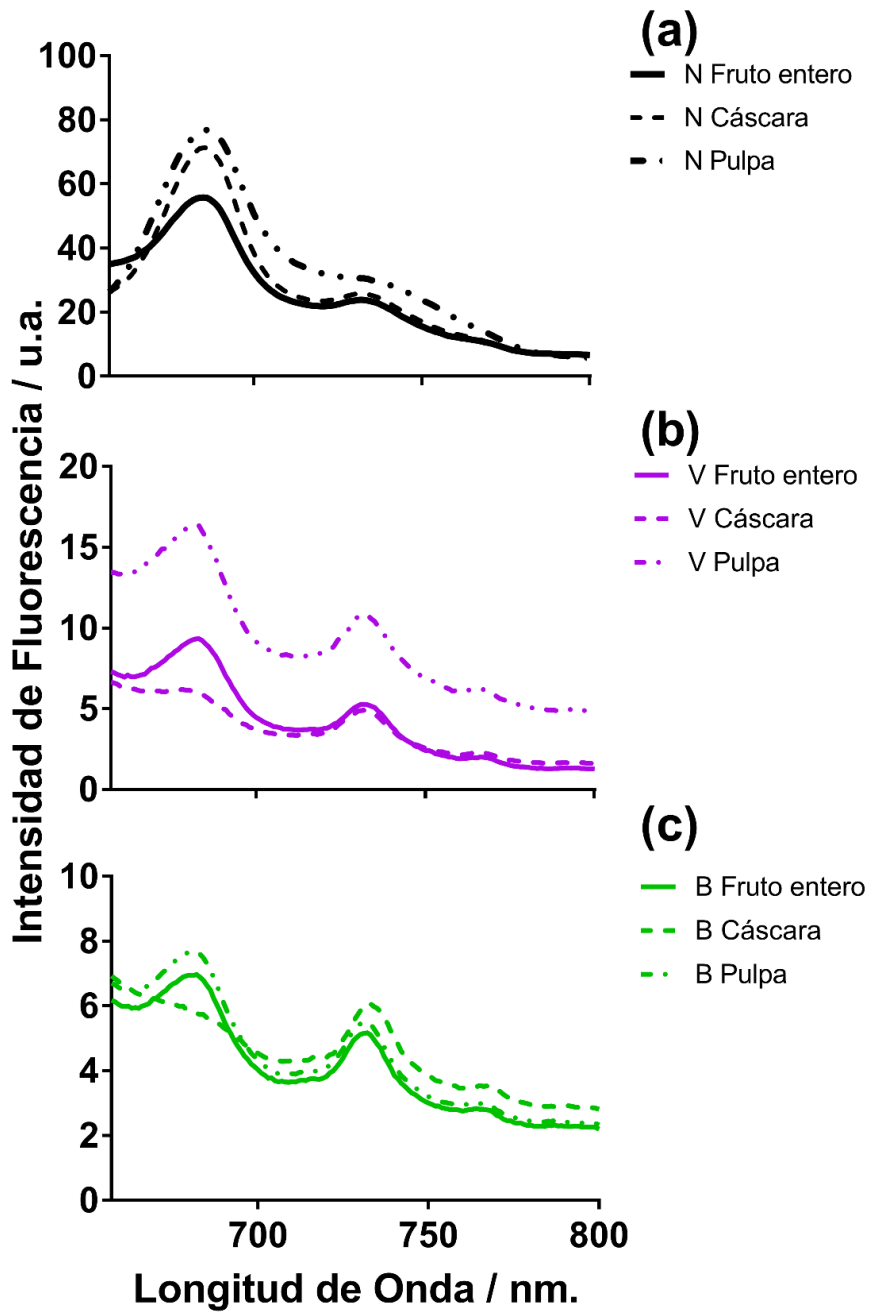 (a)
100
80
60
40
20
0
N Fruto entero
N Cáscara
N Pulpa
(b)
20
15
10
5
0
V Fruto entero
V Cáscara
V Pulpa
(c)
10
8
6
4
2
0
B Fruto entero
B Cáscara
B Pulpa
700 750 800
Intensidad de Fluorescencia / u.a.
Longitud de Onda / nm.